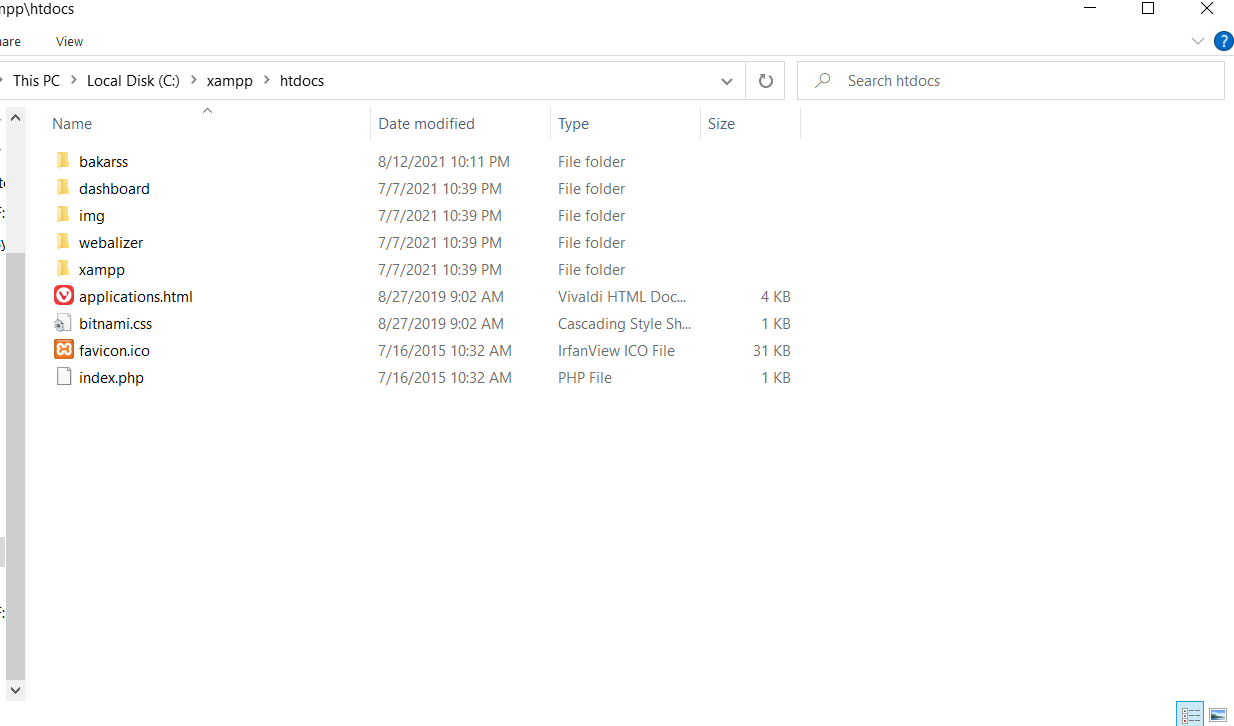 mpp\htdocs
are View
?
This PC > Local Disk (C:) > xampp > htdocs
Search htdocs
Name Date modified Type Size
bakarss 8/12/2021 10:11 PM File folder
dashboard 7/7/2021 10:39 PM File folder
img 7/7/2021 10:39 PM File folder
webalizer 7/7/2021 10:39 PM File folder
xampp 7/7/2021 10:39 PM File folder
applications.html 8/27/2019 9:02 AM Vivaldi HTML Doc... 4 KB
bitnami.css 8/27/2019 9:02 AM Cascading Style Sh... 1 KB
favicon.ico 7/16/2015 10:32 AM IrfanView ICO File 31 KB
index.php 7/16/2015 10:32 AM PHP File 1 KB